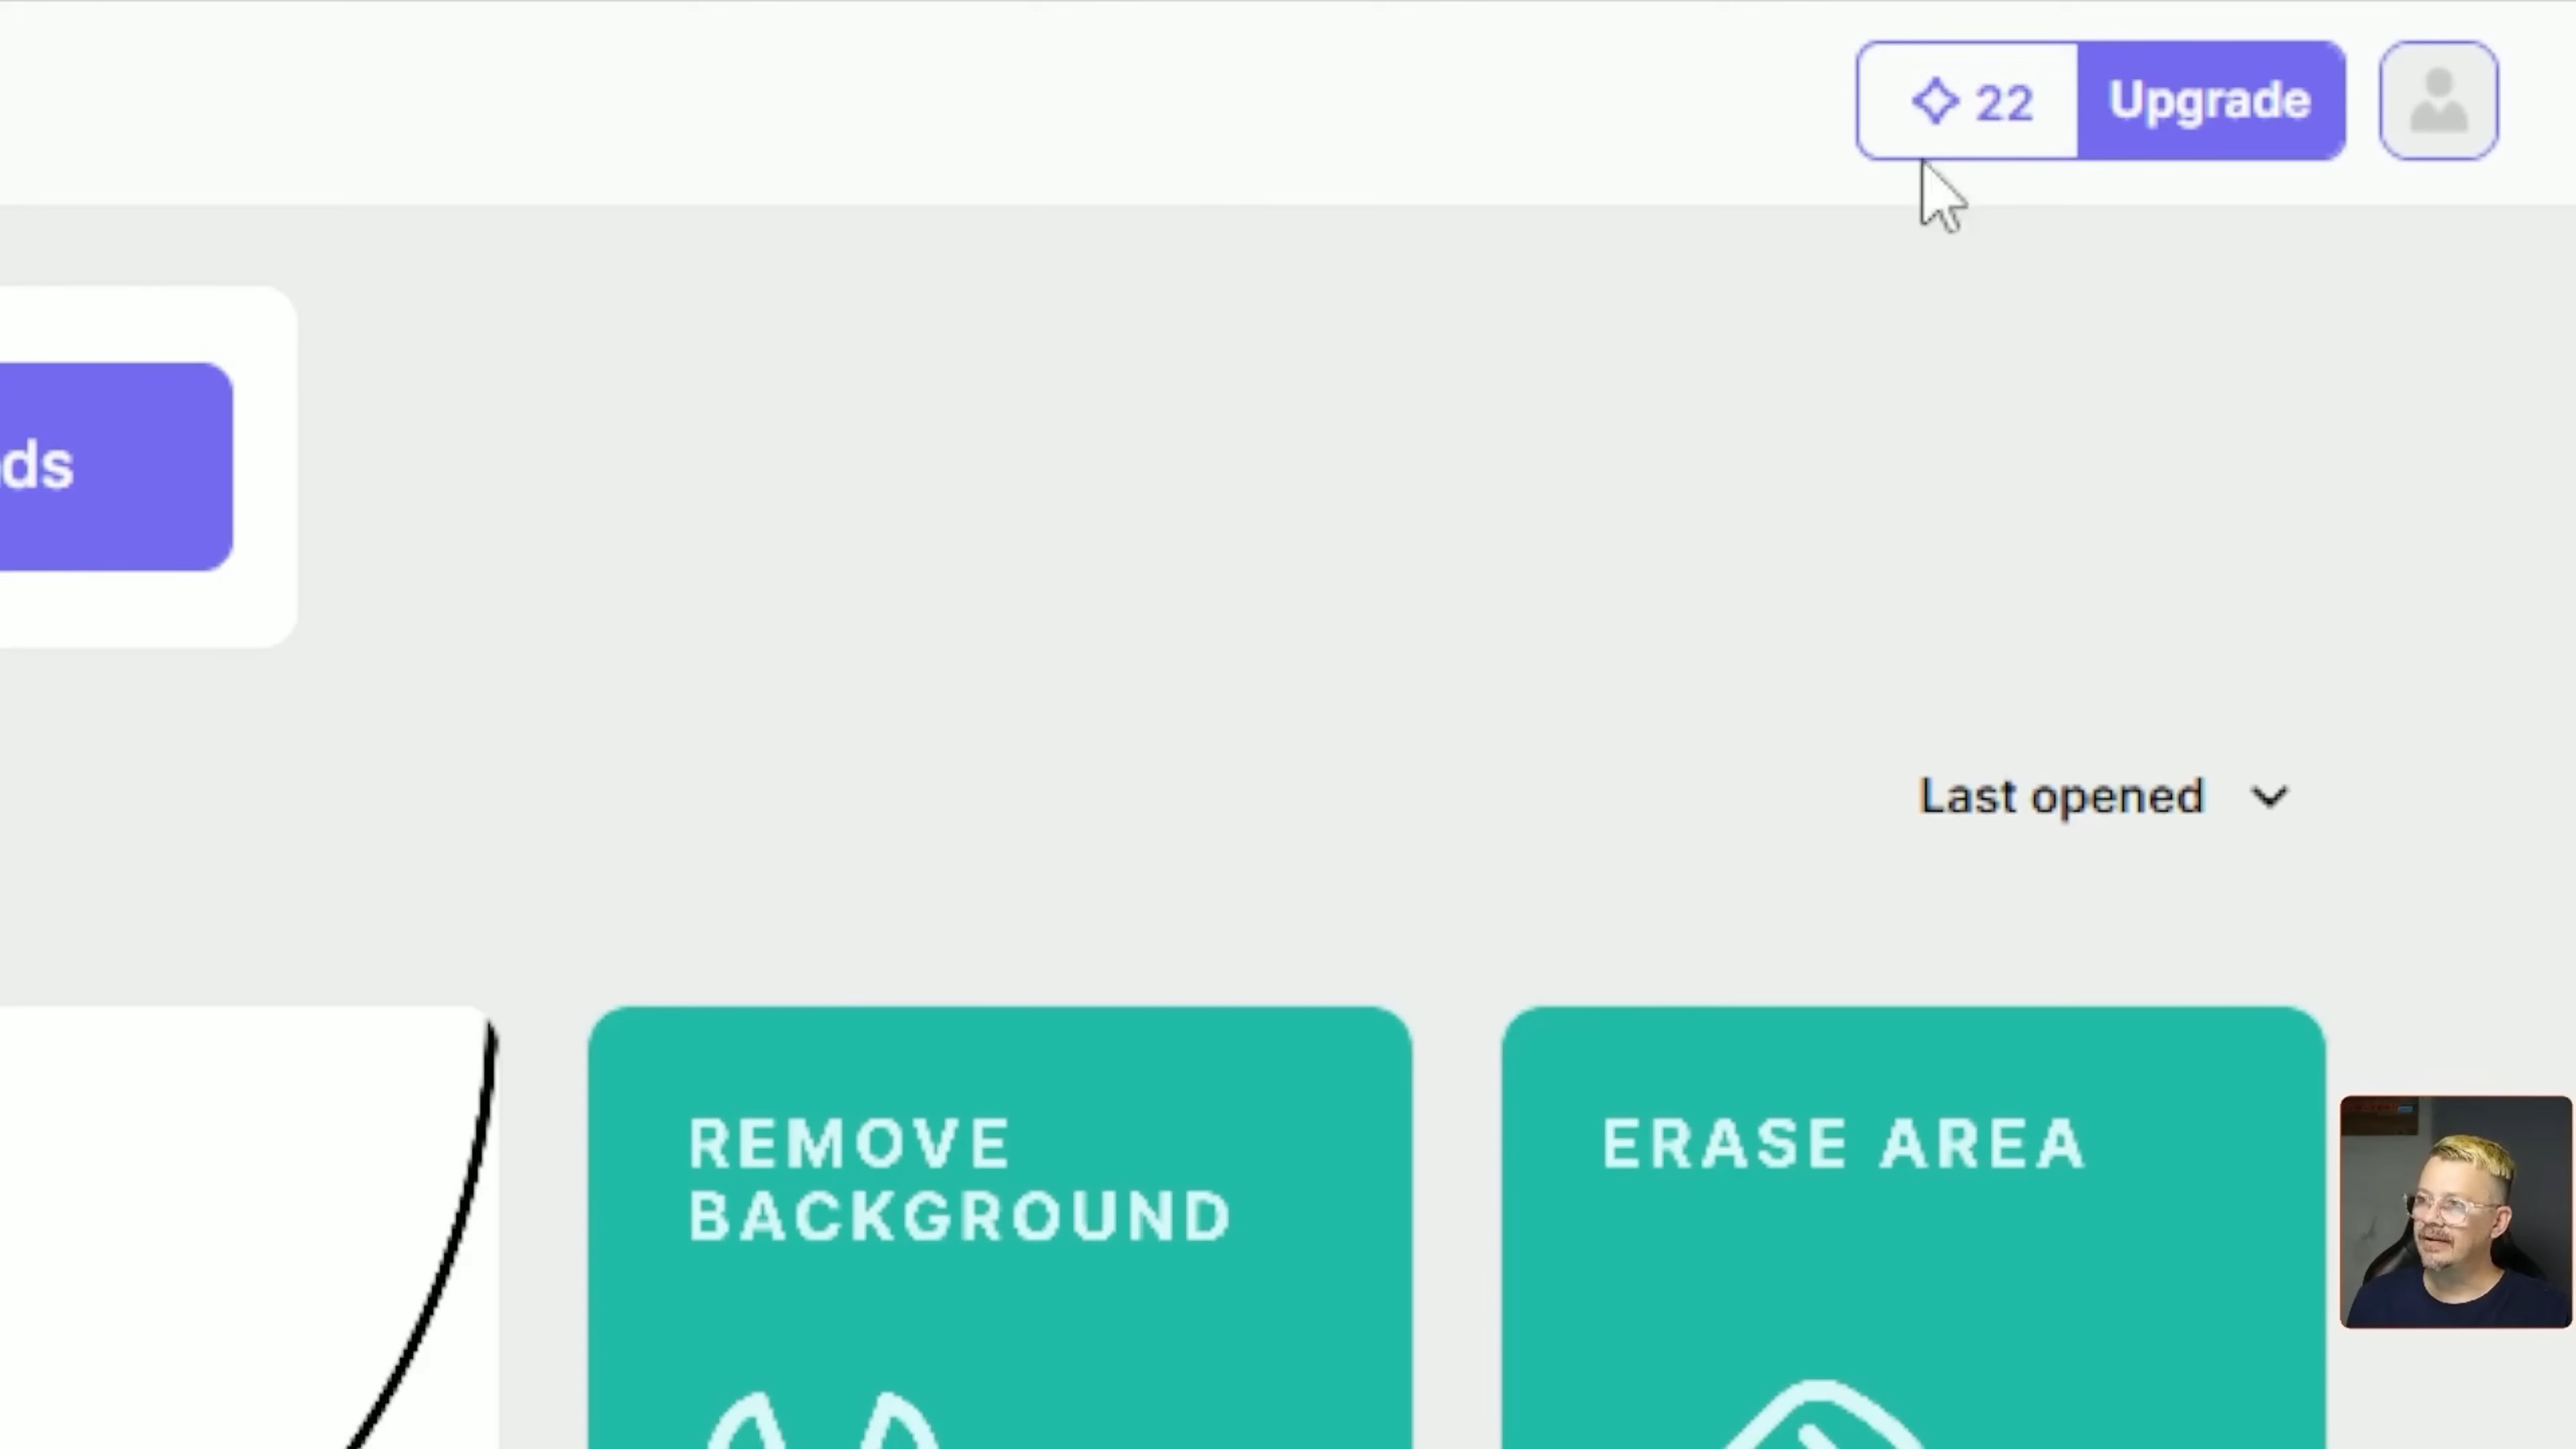 22 Upgrade
ds
Last opened
REMOVE
BACKGROUND
ERASE AREA